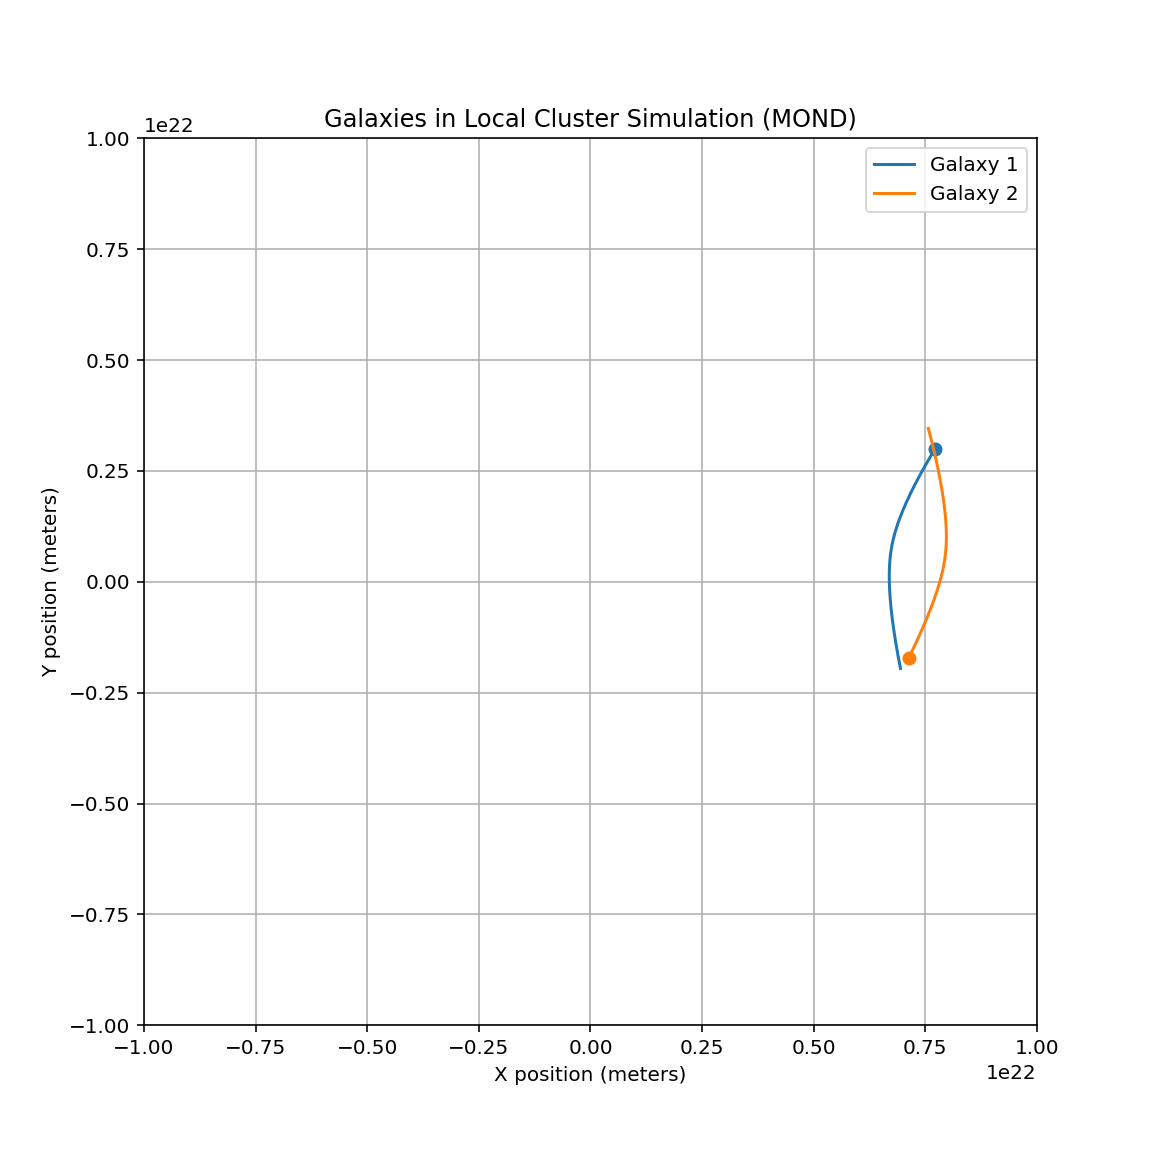 Galaxies in Local Cluster Simulation (MOND)
1e22
Galaxy 1
Galaxy 2
1.00
0.75
0.50
0.25
0.00
−0.25
−0.50
−0.75
−1.00
Y position (meters)
−1.00 −0.75 −0.50 −0.25 0.00 0.25 0.50 0.75 1.00
X position (meters)
1e22